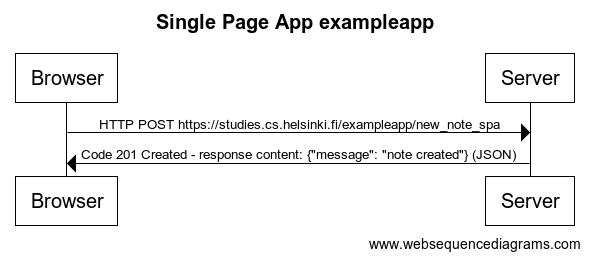 Single Page App exampleapp
Browser Server
HTTP POST https://studies.cs.helsinki.fi/exampleapp/new_note_spa
Code 201 Created - response content: {"message": "note created"} (JSON)
Browser Server
www.websequencediagrams.com